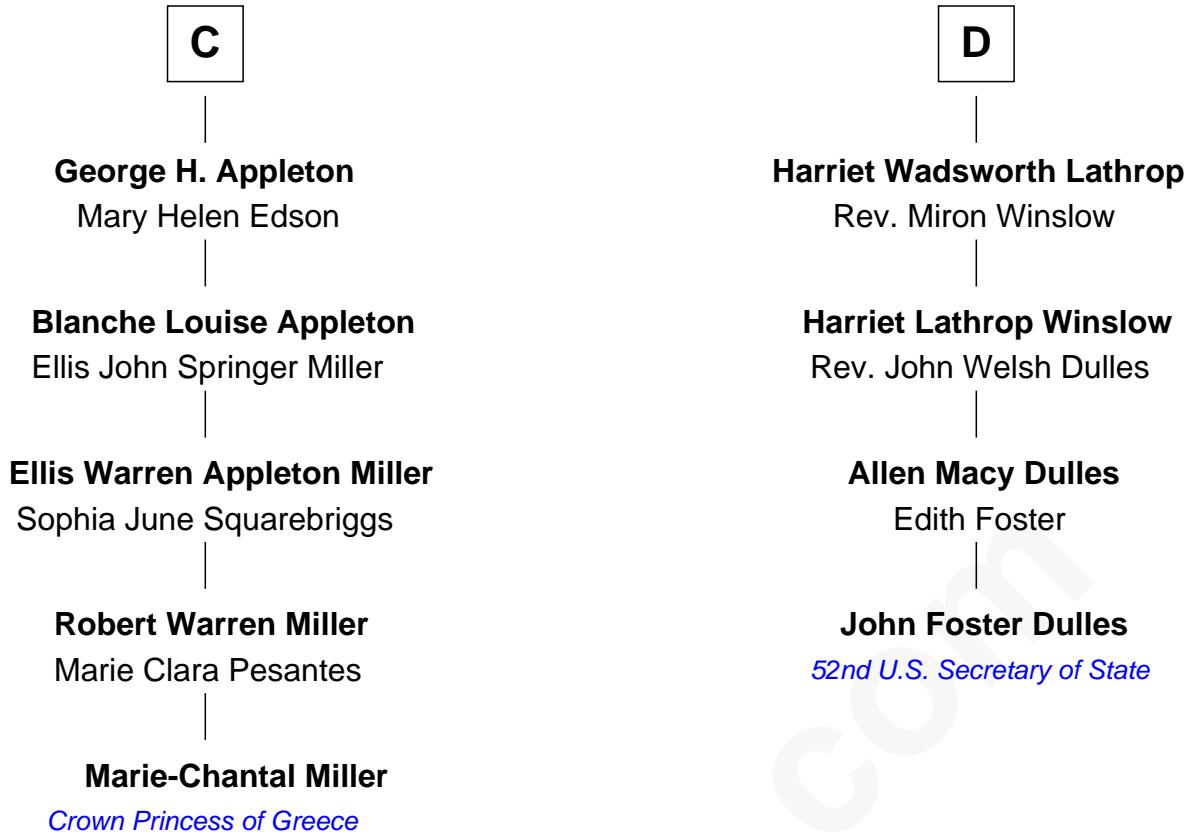 C
George H. Appleton
Mary Helen Edson
Blanche Louise Appleton
Ellis John Springer Miller
Ellis Warren Appleton Miller
Sophia June Squarebriggs
Robert Warren Miller
Marie Clara Pesantes
Marie-Chantal Miller
Crown Princess of Greece
D
Harriet Wadsworth Lathrop
Rev. Miron Winslow
Harriet Lathrop Winslow
Rev. John Welsh Dulles
Allen Macy Dulles
Edith Foster
John Foster Dulles
52nd U.S. Secretary of State
com